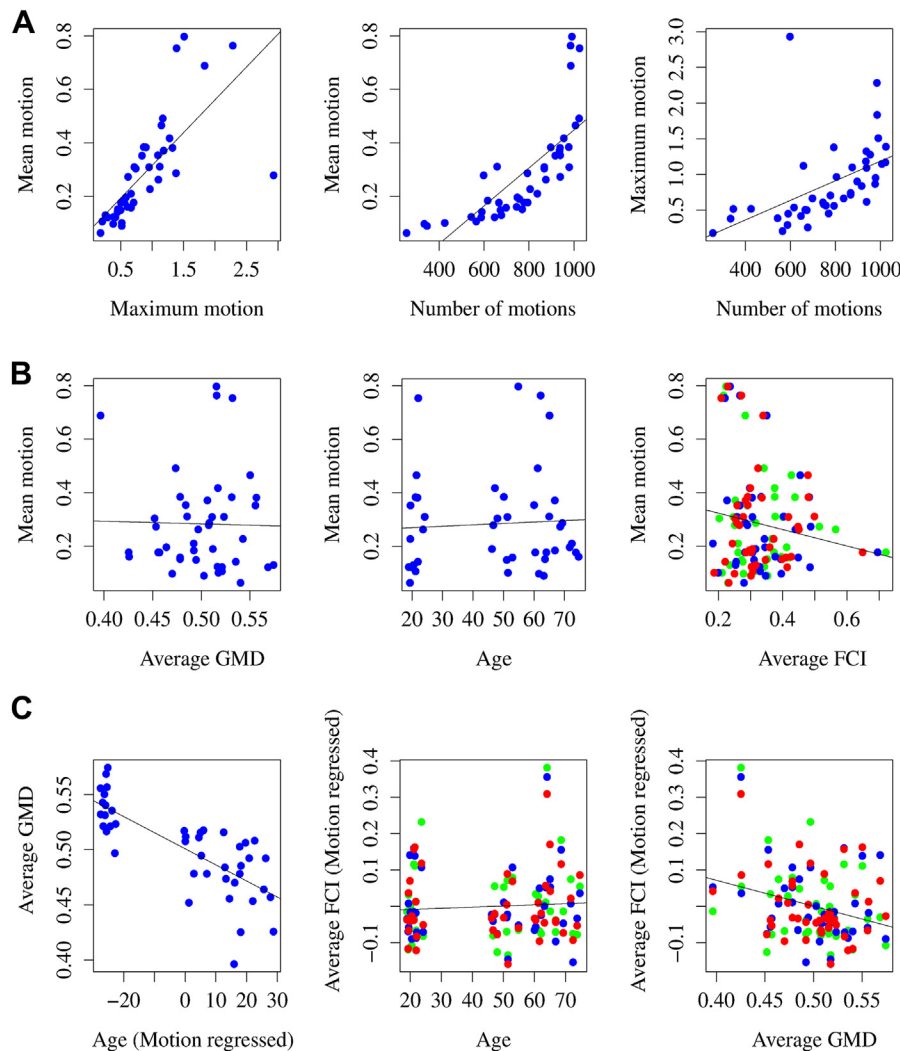 A
Mean motion
0.2 0.4 0.6 0.8
0.5 1.5 2.5
Maximum motion
Mean motion
0.2 0.4 0.6 0.8
400 600 800 1000
Number of motions
Maximum motion
0.5 1.0 1.5 2.0 2.5 3.0
400 600 800 1000
Number of motions
B
Mean motion
0.2 0.4 0.6 0.8
0.40 0.45 0.50 0.55
Average GMD
Mean motion
0.2 0.4 0.6 0.8
20 30 40 50 60 70
Age
Mean motion
0.2 0.4 0.6 0.8
0.2 0.4 0.6
Average FCI
C
Average GMD
0.40 0.45 0.50 0.55
−20 0 10 20 30
Age (Motion regressed)
Average FCI (Motion regressed)
−0.1 0.1 0.2 0.3 0.4
20 30 40 50 60 70
Age
Average FCI (Motion regressed)
−0.1 0.1 0.2 0.3 0.4
0.40 0.45 0.50 0.55
Average GMD